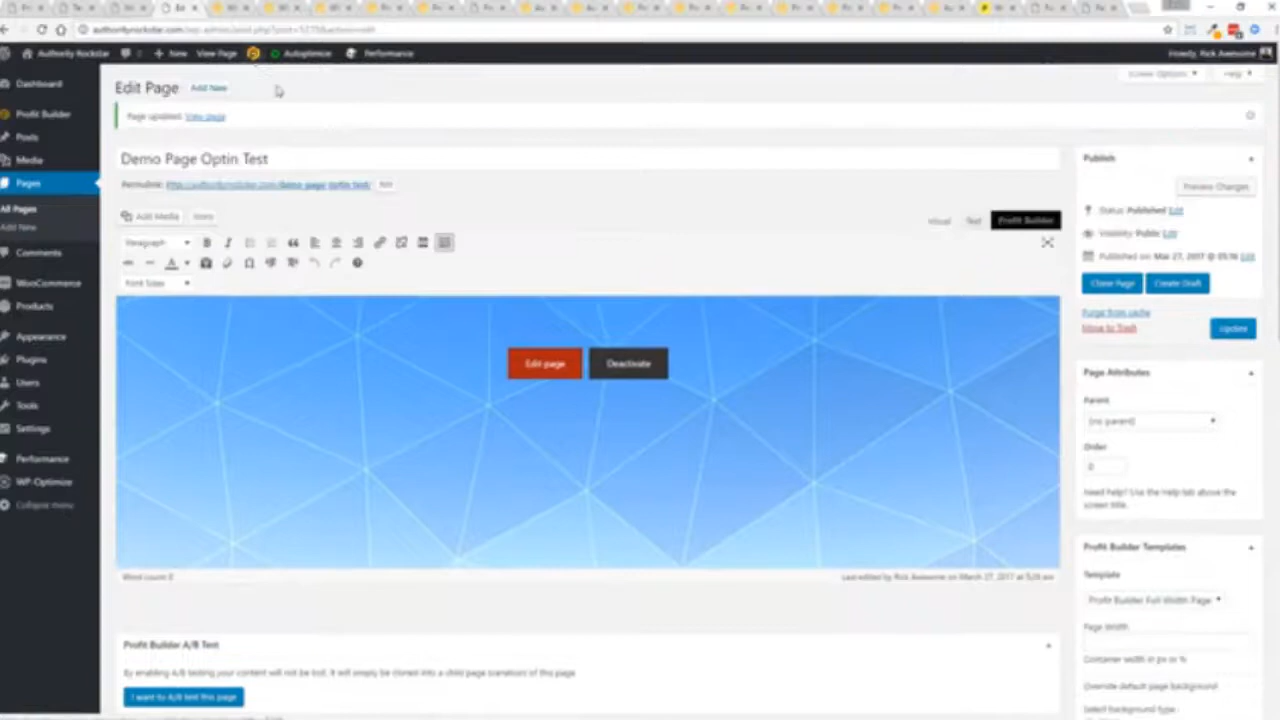 authorityrockstar.com
Authority Rockstar
New
View Page
Autoptimize
Performance
Howdy, Rick Awesome
Dashboard
Profit Builder
Posts
Media
Pages
All Pages
Add New
Comments
WooCommerce
Products
Appearance
Plugins
Users
Tools
Settings
Performance
WP-Optimize
Collapse menu
Edit Page
Add New
Screen Options
Help
Page updated. View page
Demo Page Optin Test
Permalink: http://authorityrockstar.com/demo-page-optin-test/
Edit
Add Media
Visual
Text
Profit Builder
Paragraph
Font Sizes
Edit page
Deactivate
Word count: 0
Last edited by Rick Awesome on March 27, 2017 at 5:28 am
Profit Builder A/B Test
By enabling A/B testing your content will not be lost. It will simply be cloned into a child page (variation) of this page
I want to A/B test this page
Publish
Preview Changes
Status: Published Edit
Visibility: Public Edit
Published on: Mar 27, 2017 @ 05:16 Edit
Clone Page
Create Draft
Purge from cache
Move to Trash
Update
Page Attributes
Parent
(no parent)
Order
0
Need help? Use the Help tab above the
screen title.
Profit Builder Templates
Template
Profit Builder Full Width Page
Page Width
Container width in px or %
Override default page background
Select background type